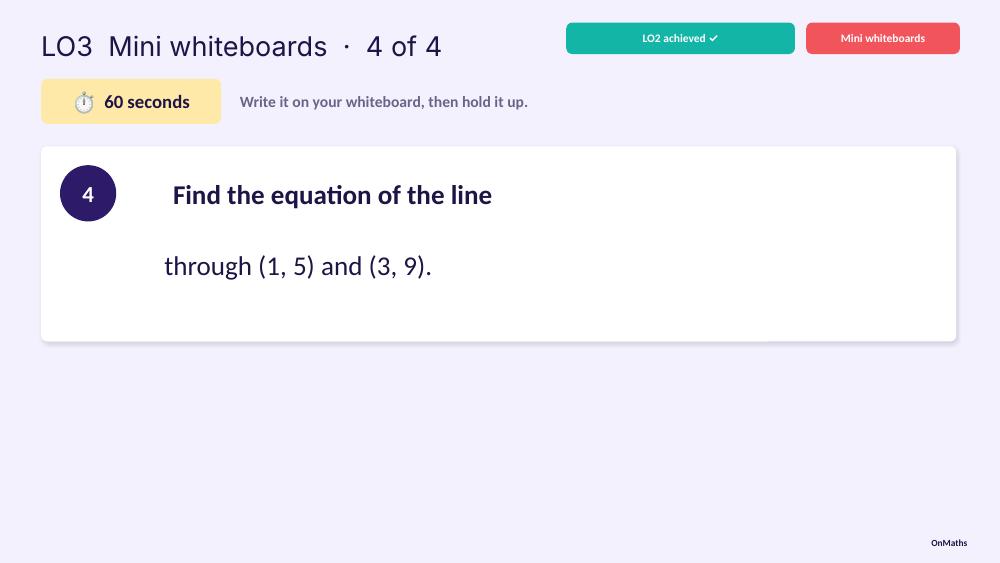 LO3 Mini whiteboards · 4 of 4
LO2 achieved ✓
Mini whiteboards
⏱️ 60 seconds
Write it on your whiteboard, then hold it up.
4
Find the equation of the line
through (1, 5) and (3, 9).
OnMaths